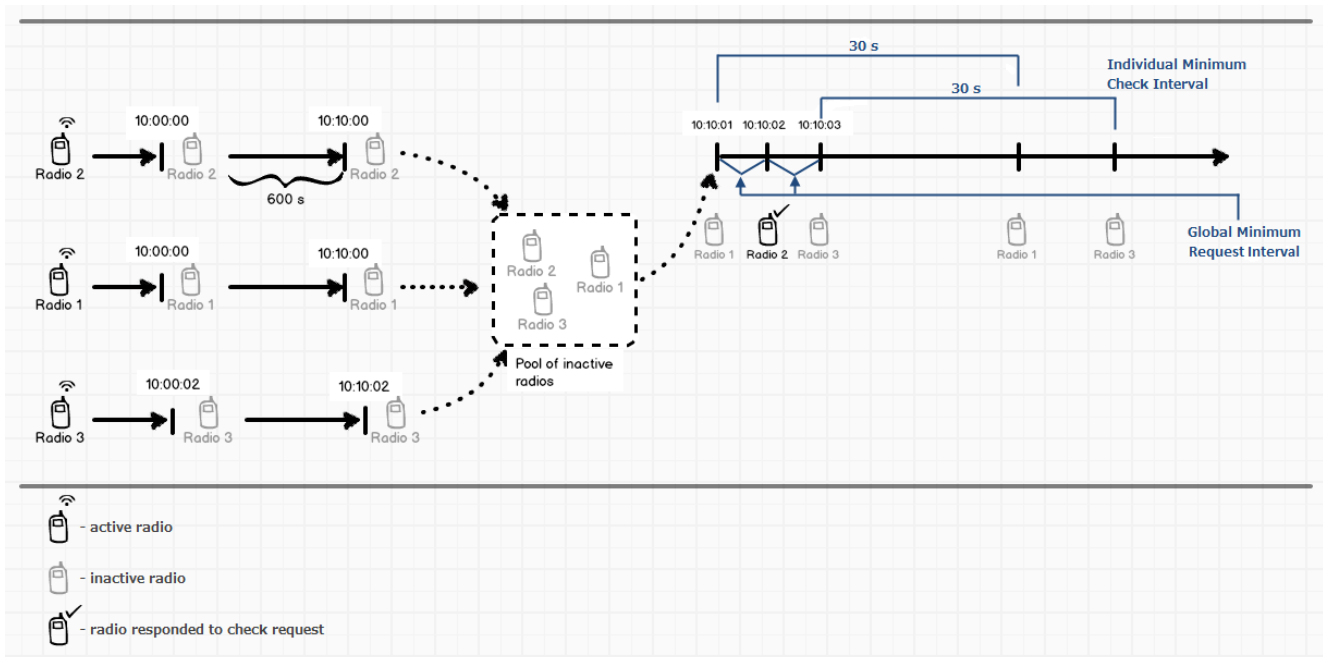 30 s
Individual Minimum
Check Interval
30 s
10:00:00
10:10:00
10:10:01
10:10:02
10:10:03
Radio 2
Radio 2
Radio 2
600 s
Radio 1
Radio 2
Radio 3
Radio 1
Radio 3
Global Minimum
Request Interval
10:00:00
10:10:00
Radio 2
Radio 1
Radio 1
Radio 1
Radio 1
Radio 3
Pool of inactive
radios
10:00:02
10:10:02
Radio 3
Radio 3
Radio 3
- active radio
- inactive radio
- radio responded to check request